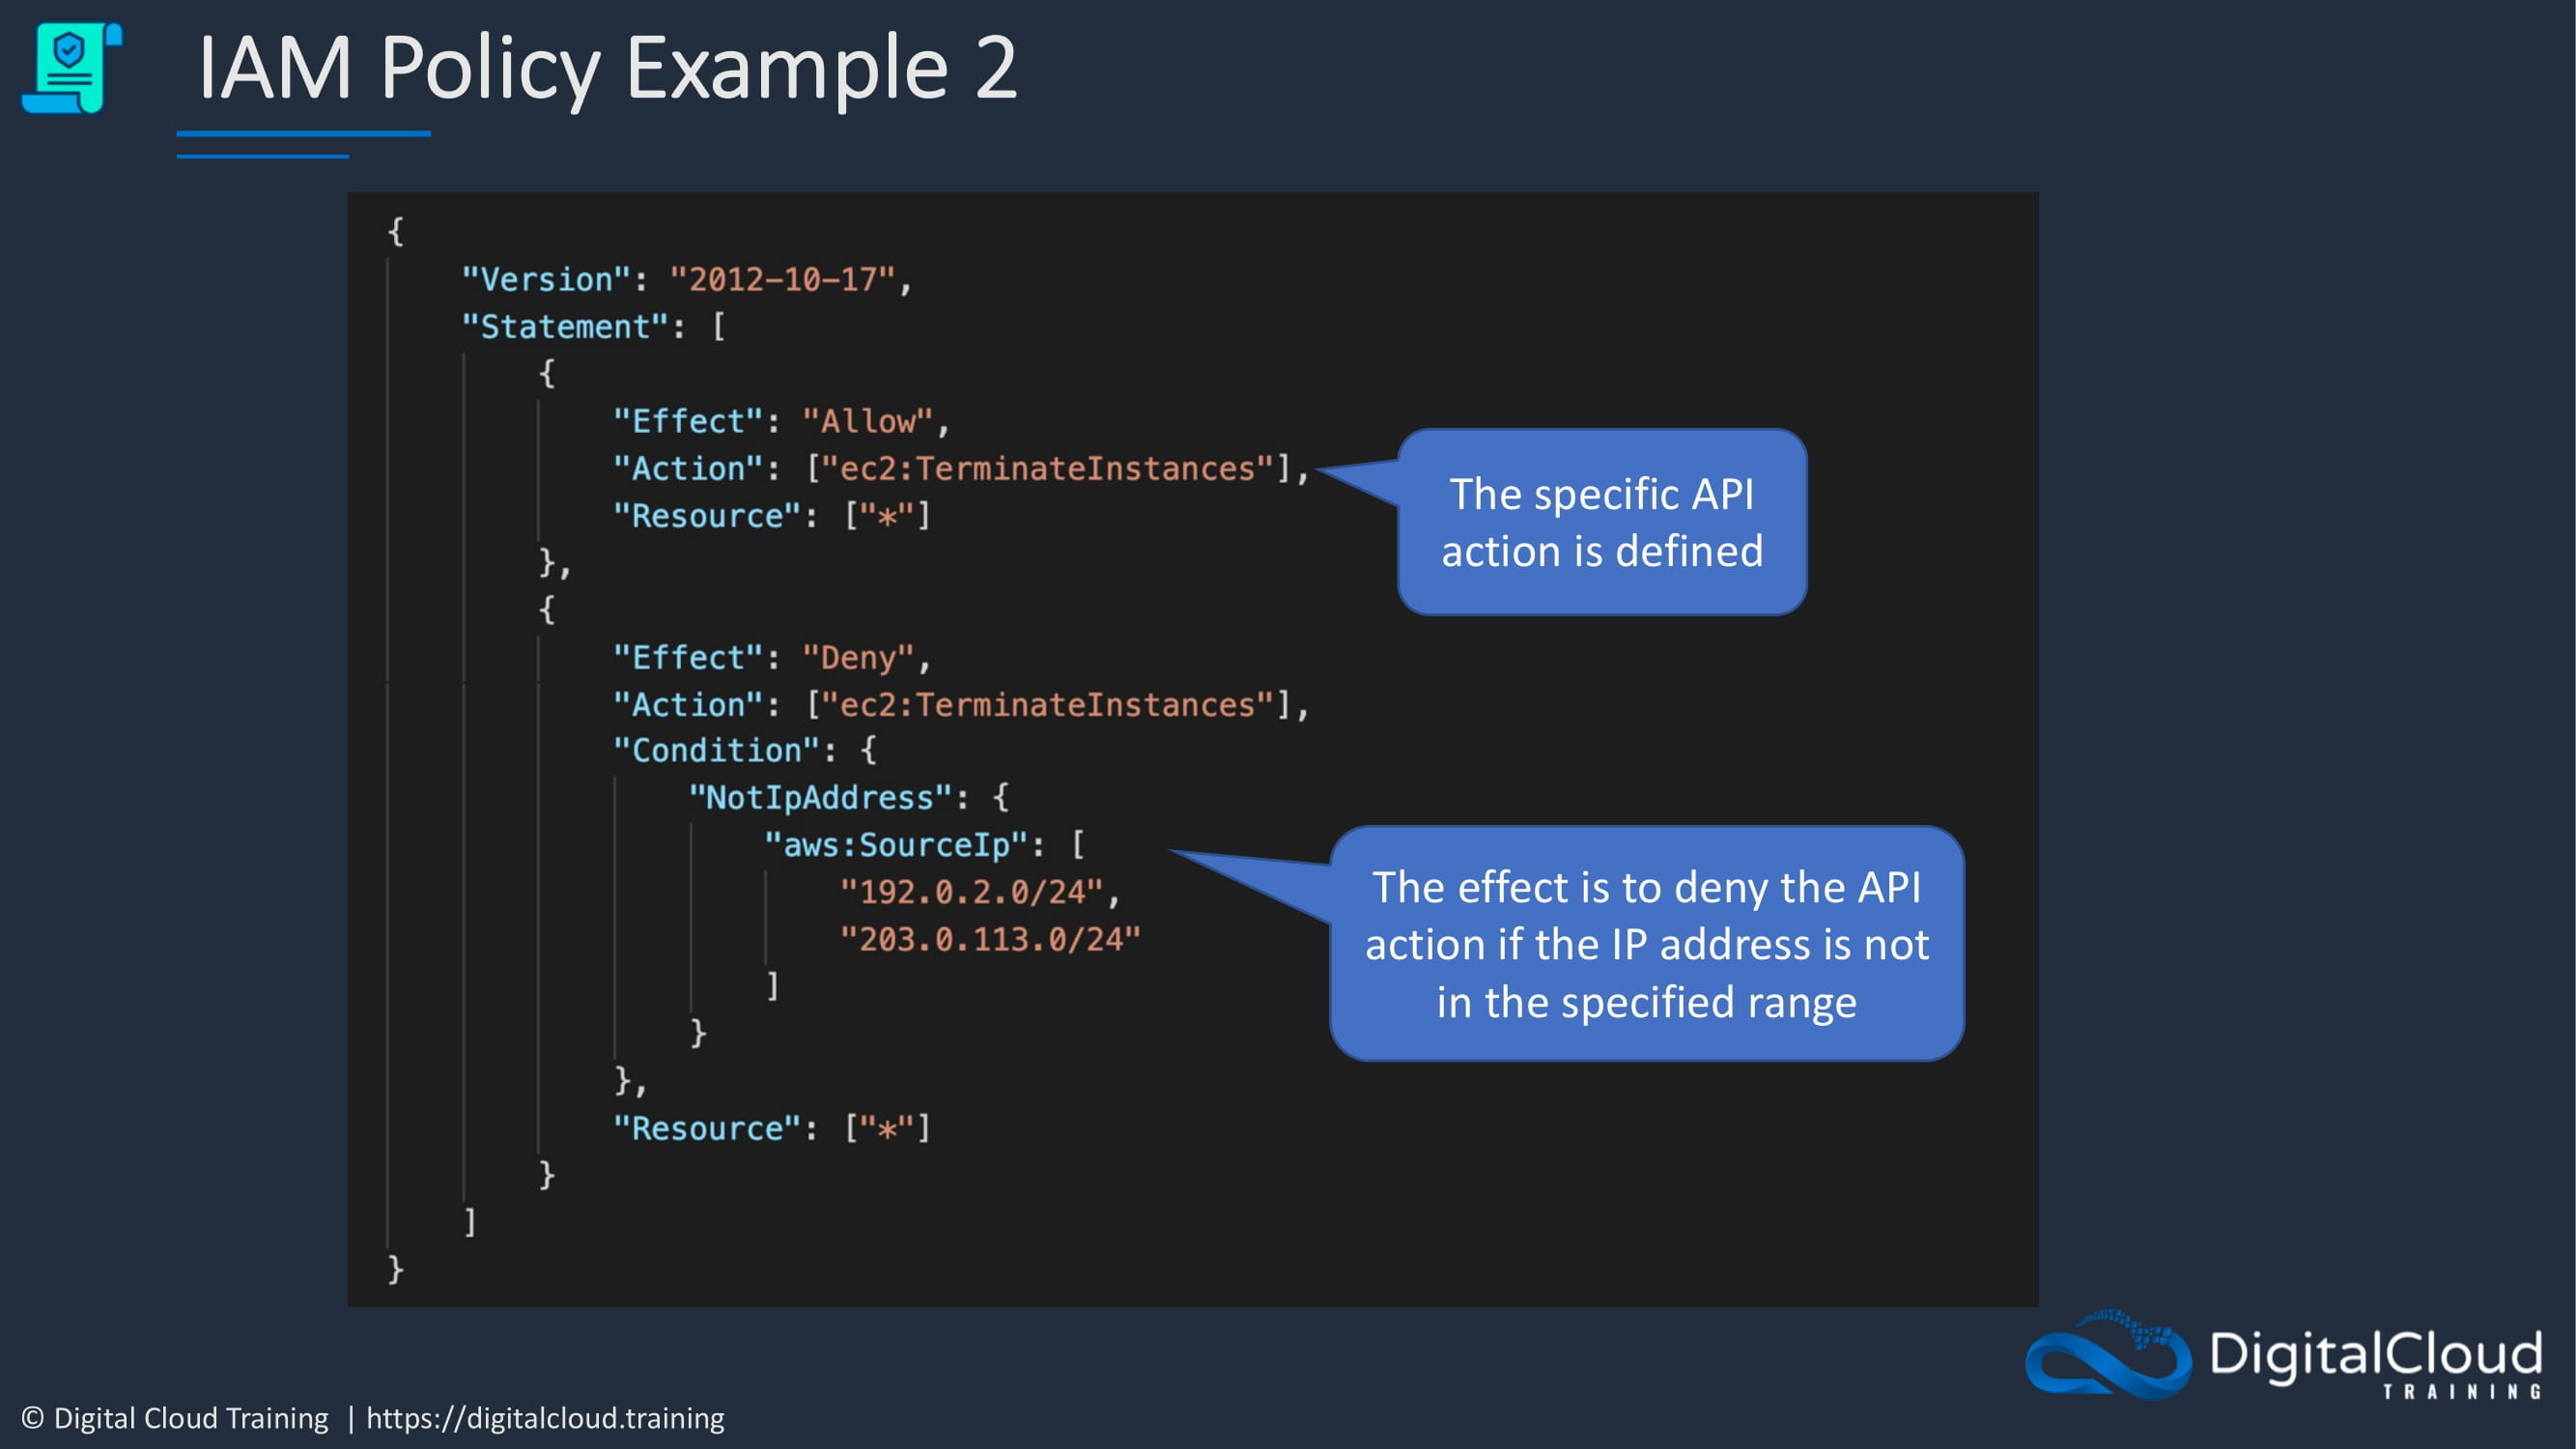 IAM Policy Example 2
{
"Version": "2012-10-17",
"Statement": [
{
"Effect": "Allow",
"Action": ["ec2:TerminateInstances"],
"Resource": ["*"]
},
{
"Effect": "Deny",
"Action": ["ec2:TerminateInstances"],
"Condition": {
"NotIpAddress": {
"aws:SourceIp": [
"192.0.2.0/24",
"203.0.113.0/24"
]
}
},
"Resource": ["*"]
}
]
}
The specific API
action is defined
The effect is to deny the API
action if the IP address is not
in the specified range
© Digital Cloud Training | https://digitalcloud.training
DigitalCloud
TRAINING